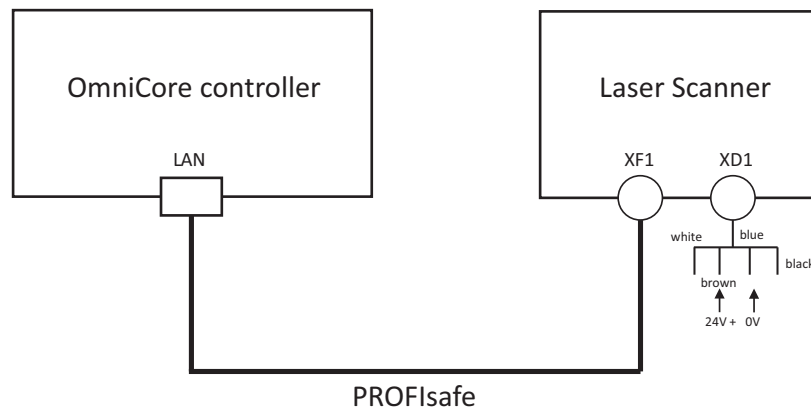 OmniCore controller
Laser Scanner
LAN
XF1
XD1
white
blue
black
brown
24V +
0V
PROFIsafe